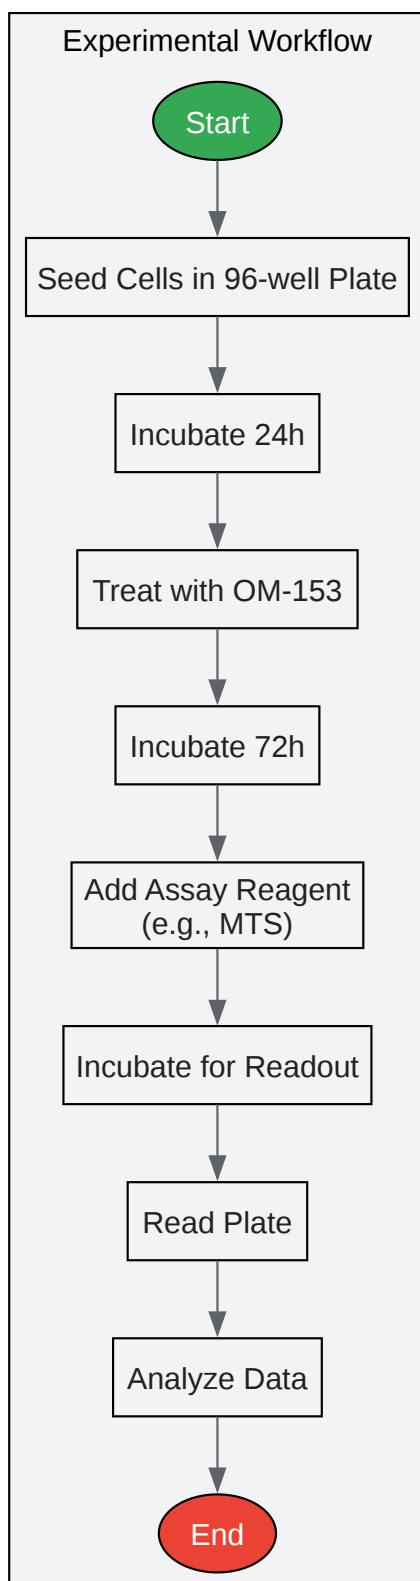 Experimental Workflow
Start
Seed Cells in 96-well Plate
Incubate 24h
Treat with OM-153
Incubate 72h
Add Assay Reagent
(e.g., MTS)
Incubate for Readout
Read Plate
Analyze Data
End